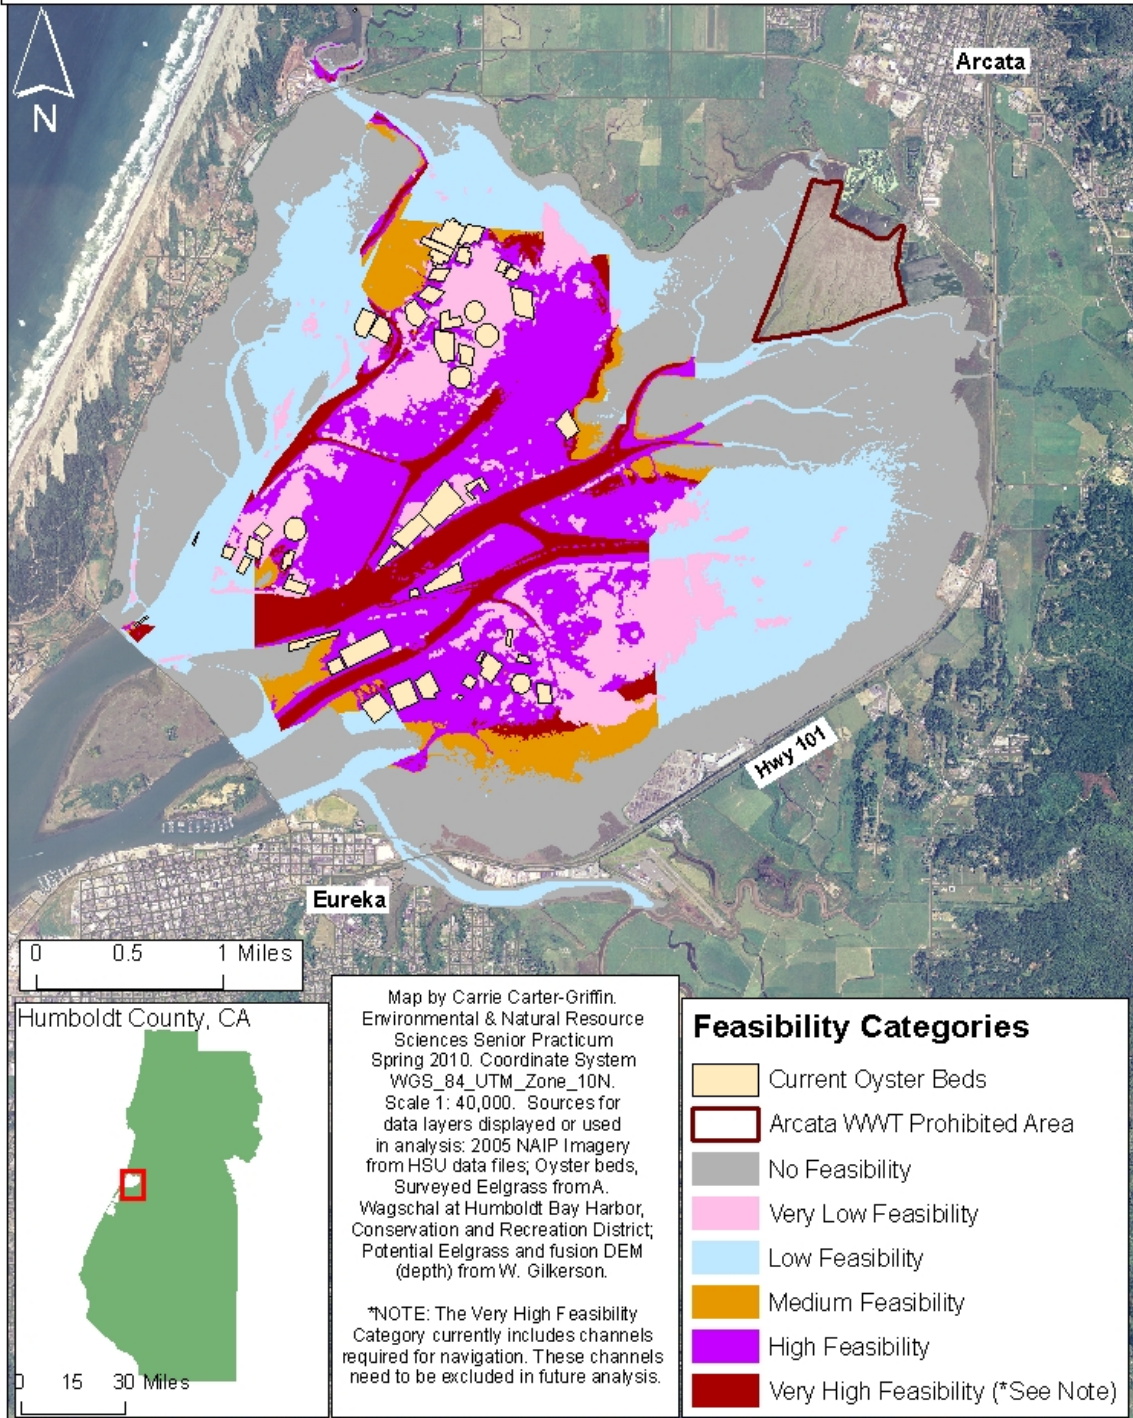 N
Arcata
Hwy 101
Eureka
0 0.5 1 Miles
Humboldt County, CA
0 15 30 Miles
Map by Carrie Carter-Griffin.
Environmental & Natural Resource
Sciences Senior Practicum
Spring 2010. Coordinate System
WGS_84_UTM_Zone_10N.
Scale 1: 40,000. Sources for
data layers displayed or used
in analysis: 2005 NAIP Imagery
from HSU data files; Oyster beds,
Surveyed Eelgrass from A.
Wagschal at Humboldt Bay Harbor,
Conservation and Recreation District;
Potential Eelgrass and fusion DEM
(depth) from W. Gilkerson.
*NOTE: The Very High Feasibility
Category currently includes channels
required for navigation. These channels
need to be excluded in future analysis.
Feasibility Categories
Current Oyster Beds
Arcata WWT Prohibited Area
No Feasibility
Very Low Feasibility
Low Feasibility
Medium Feasibility
High Feasibility
Very High Feasibility (*See Note)